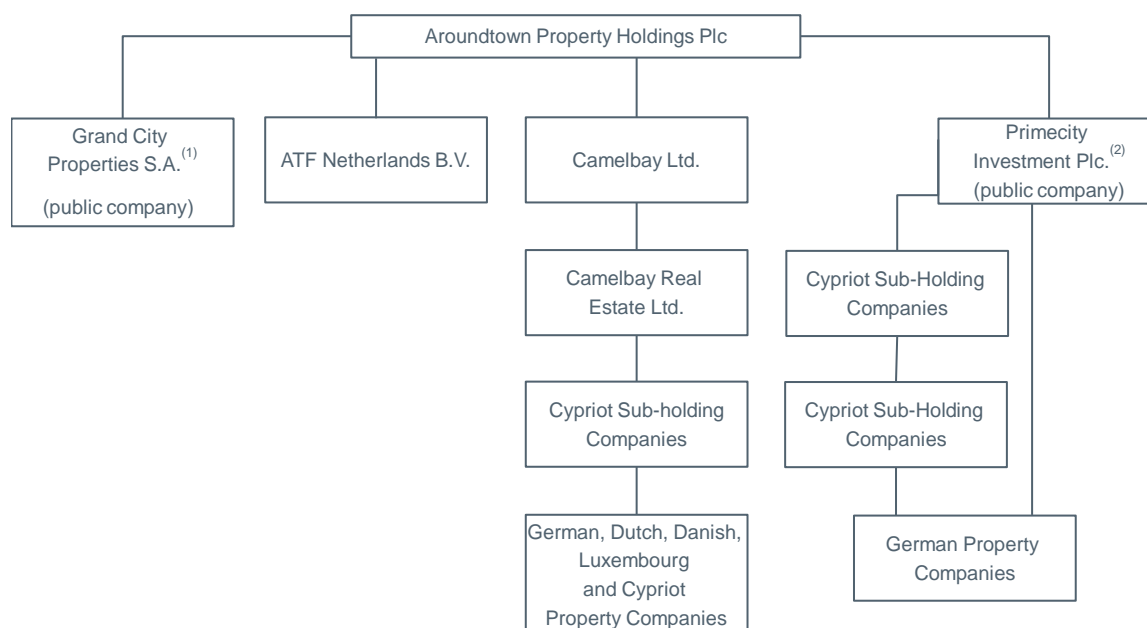 Aroundtown Property Holdings Plc
Grand City
Properties S.A.(1)
(public company)
ATF Netherlands B.V.
Camelbay Ltd.
Primecity
Investment Plc.(2)
(public company)
Camelbay Real
Estate Ltd.
Cypriot Sub-Holding
Companies
Cypriot Sub-holding
Companies
Cypriot Sub-Holding
Companies
German, Dutch, Danish,
Luxembourg
and Cypriot
Property Companies
German Property
Companies